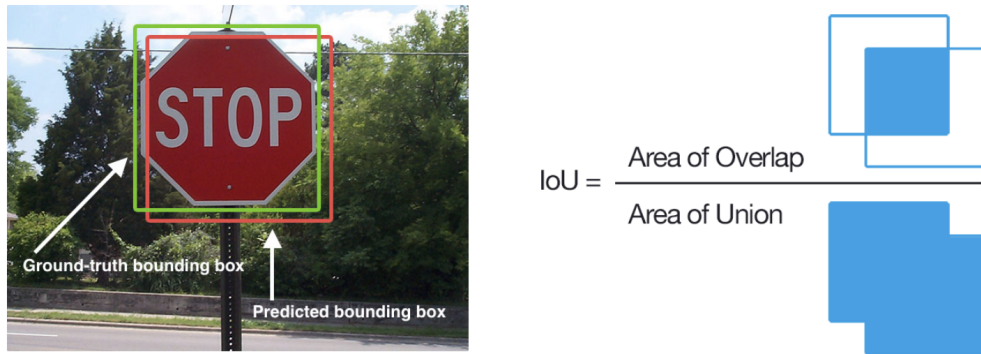 STOP
Ground-truth bounding box
Predicted bounding box
IoU =
Area of Overlap
Area of Union